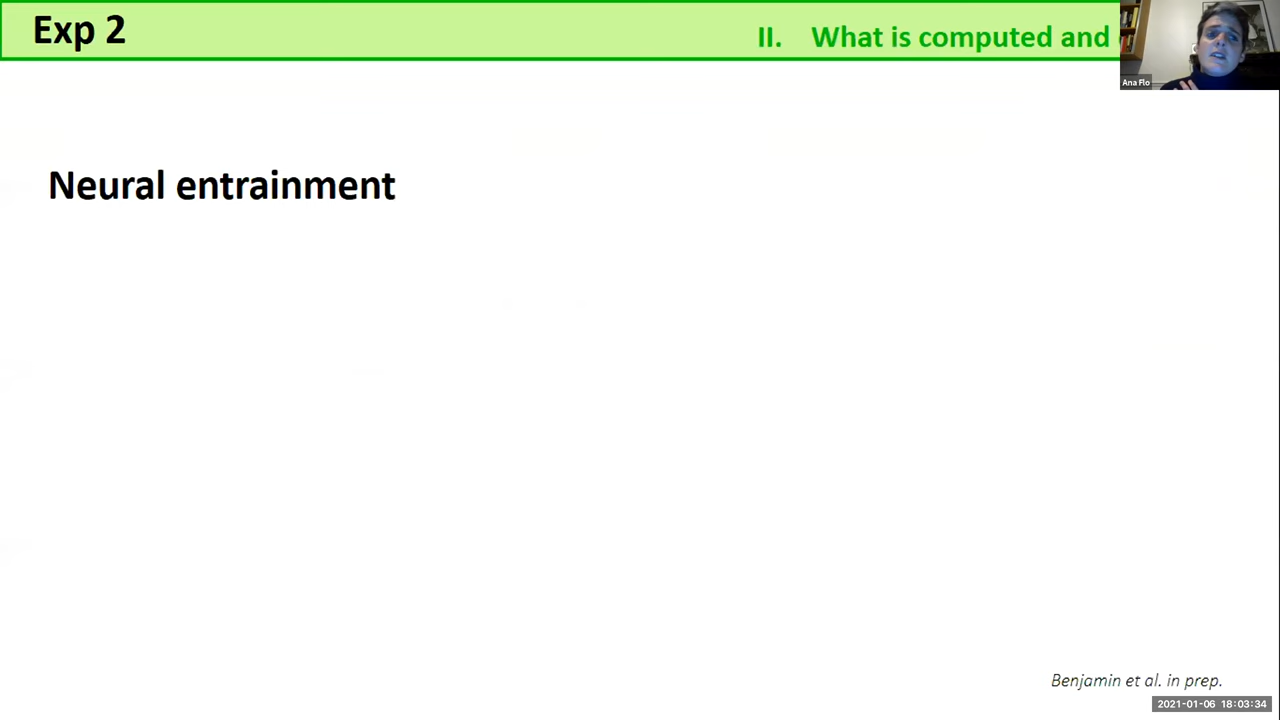 Exp 2
II. What is computed and
Ana Flo
Neural entrainment
Benjamin et al. in prep.
2021-01-06 18:03:34